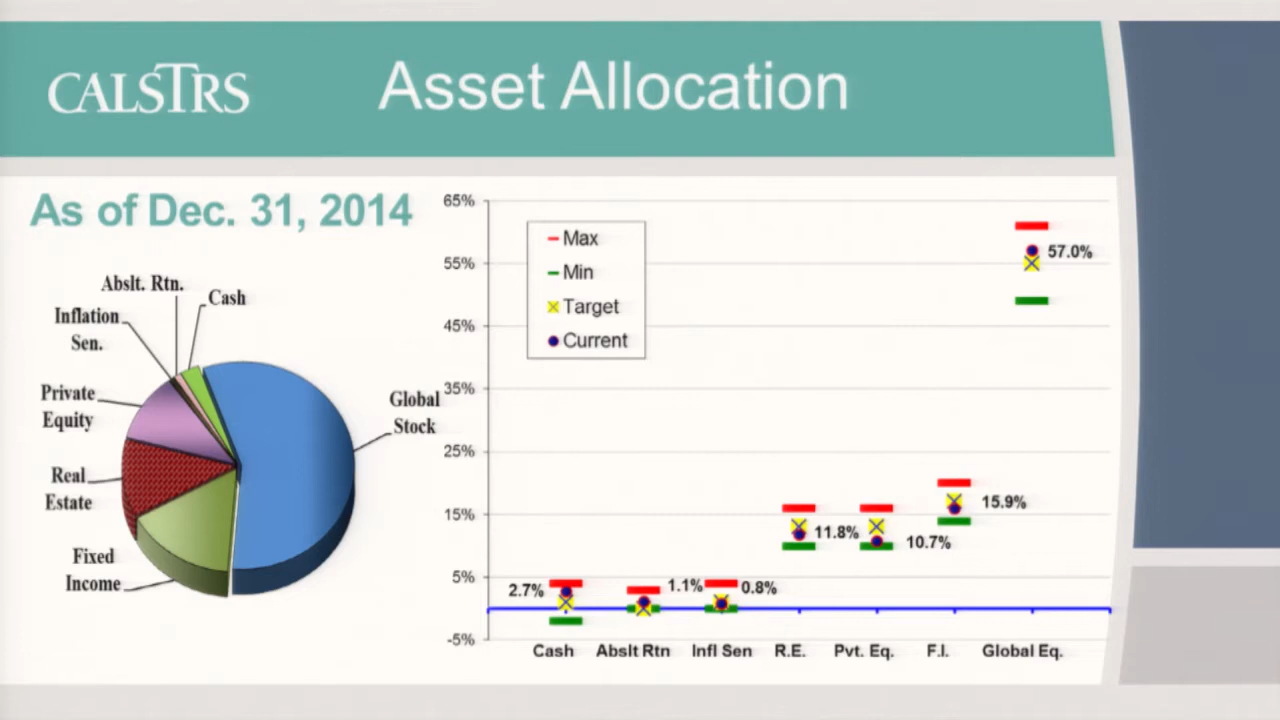 CALSTRS
Asset Allocation
As of Dec. 31, 2014
Abslt. Rtn.
Cash
Inflation
Sen.
Private
Equity
Global
Stock
Real
Estate
Fixed
Income
65%
55%
45%
35%
25%
15%
5%
-5%
Max
Min
Target
Current
2.7%
1.1%
0.8%
11.8%
10.7%
15.9%
57.0%
Cash
Abslt Rtn
Infl Sen
R.E.
Pvt. Eq.
F.I.
Global Eq.